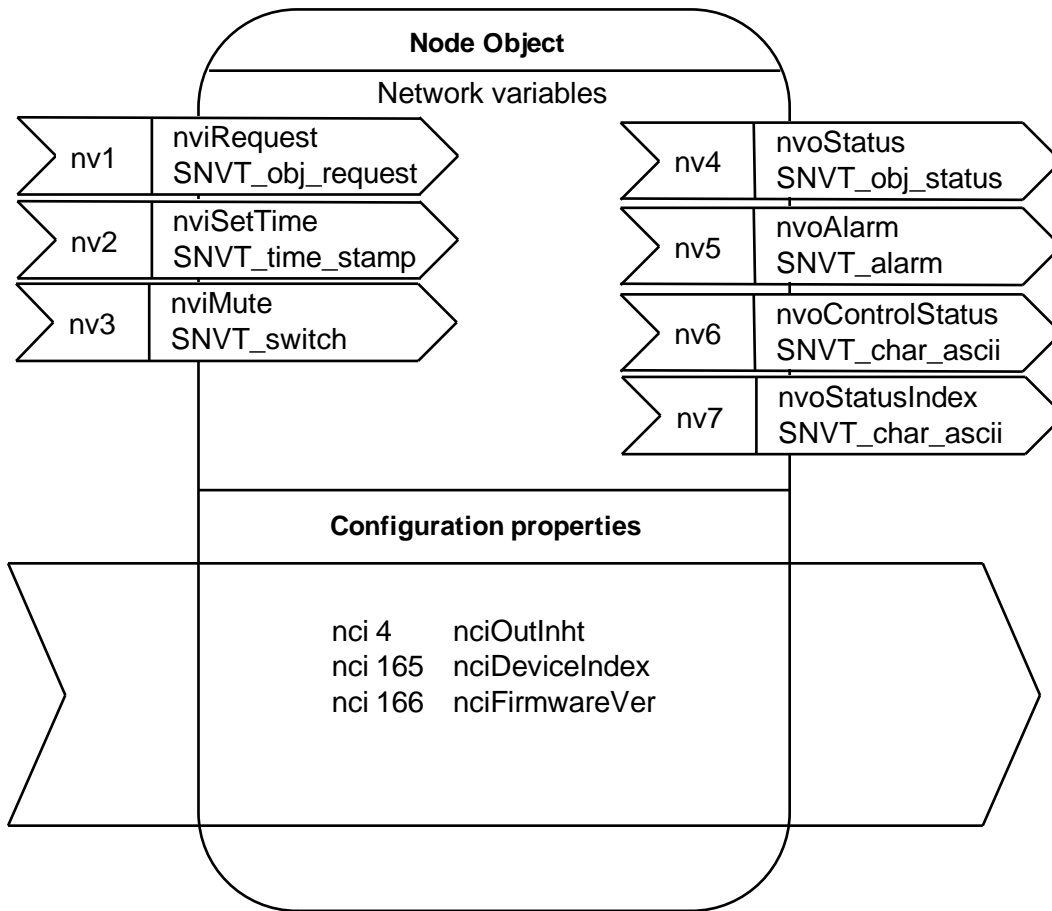 Node Object
Network variables
nv1
nviRequest
SNVT_obj_request
nv2
nviSetTime
SNVT_time_stamp
nv3
nviMute
SNVT_switch
nv4
nvoStatus
SNVT_obj_status
nv5
nvoAlarm
SNVT_alarm
nv6
nvoControlStatus
SNVT_char_ascii
nv7
nvoStatusIndex
SNVT_char_ascii
Configuration properties
nci 4 nciOutInht
nci 165 nciDeviceIndex
nci 166 nciFirmwareVer